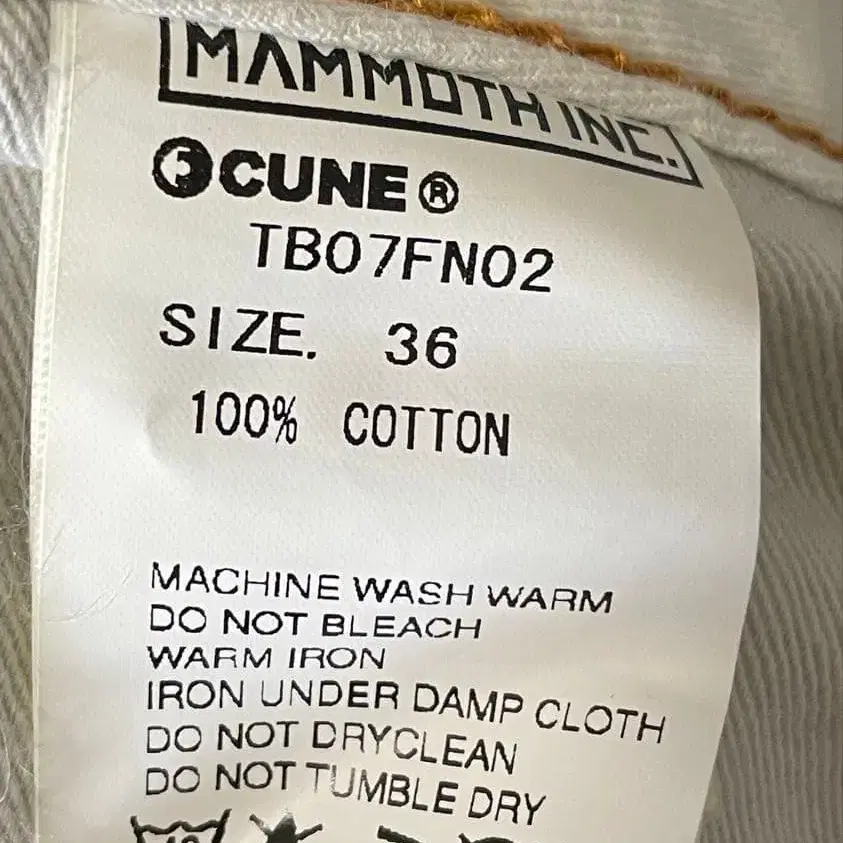 MAMMOTH INC.
CUNE®
TB07FN02
SIZE. 36
100% COTTON
MACHINE WASH WARM
DO NOT BLEACH
WARM IRON
IRON UNDER DAMP CLOTH
DO NOT DRYCLEAN
DO NOT TUMBLE DRY